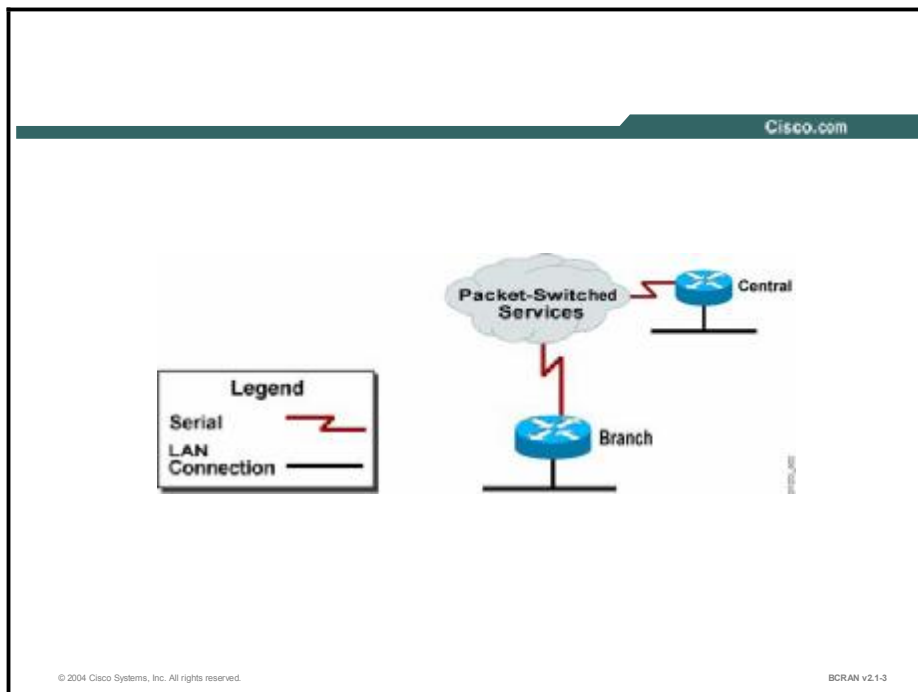 Cisco.com
Packet-Switched
Services
Central
Legend
Serial
LAN
Connection
Branch
© 2004 Cisco Systems, Inc. All rights reserved.
BCRAN v2.1-3